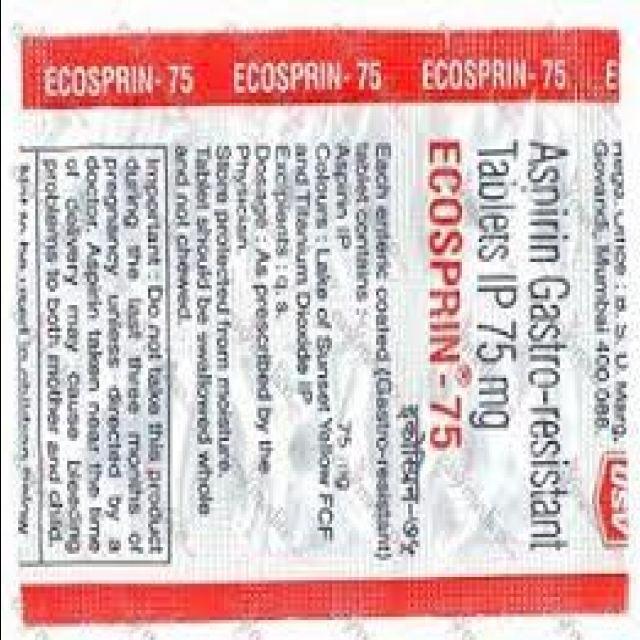 ECOSPRIN- 75 ECOSPRIN- 75 ECOSPRIN- 75 E
Office : B. S. D. Marg,
Govandi, Mumbai 400 088.
usv
Aspirin Gastro-resistant
Tablets IP 75 mg
ECOSPRIN®- 75
Each enteric coated (Gastro-resistant)
tablet contains :
Aspirin IP 75 mg
Colours : Lake of Sunset Yellow FCF
and Titanium Dioxide IP
Excipients : q. s.
Dosage : As prescribed by the
Physician.
Store protected from moisture.
Tablet should be swallowed whole
and not chewed.
Important : Do not take this product
during the last three months of
pregnancy unless directed by a
doctor. Aspirin taken near the time
of delivery may cause bleeding
problems to both mother and child.